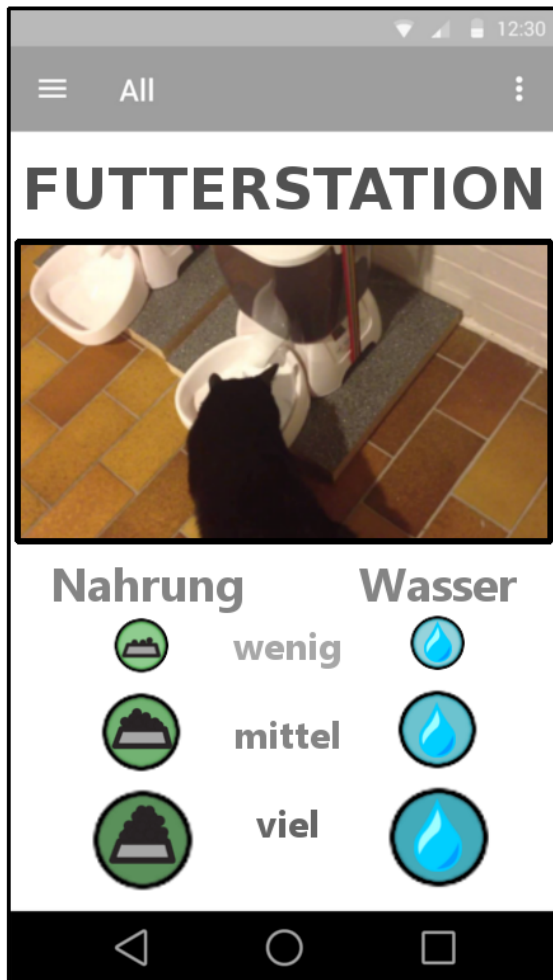 12:30
All
FUTTERSTATION
Nahrung Wasser
wenig
mittel
viel